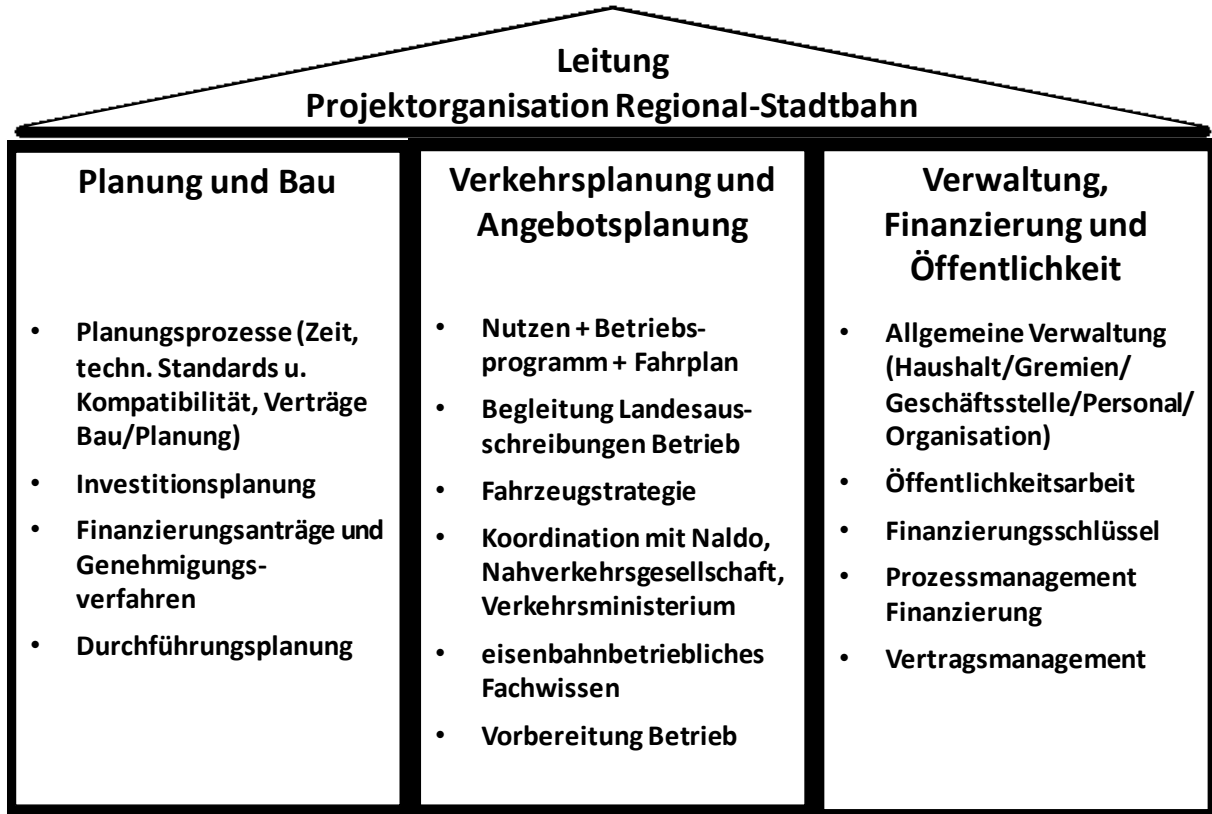 Leitung
Projektorganisation Regional-Stadtbahn
Planung und Bau
• Planungsprozesse (Zeit,
techn. Standards u.
Kompatibilität, Verträge
Bau/Planung)
• Investitionsplanung
• Finanzierungsanträge und
Genehmigungs-
verfahren
• Durchführungsplanung
Verkehrsplanung und
Angebotsplanung
• Nutzen + Betriebs-
programm + Fahrplan
• Begleitung Landesaus-
schreibungen Betrieb
• Fahrzeugstrategie
• Koordination mit Naldo,
Nahverkehrsgesellschaft,
Verkehrsministerium
• eisenbahnbetriebliches
Fachwissen
• Vorbereitung Betrieb
Verwaltung,
Finanzierung und
Öffentlichkeit
• Allgemeine Verwaltung
(Haushalt/Gremien/
Geschäftsstelle/Personal/
Organisation)
• Öffentlichkeitsarbeit
• Finanzierungsschlüssel
• Prozessmanagement
Finanzierung
• Vertragsmanagement